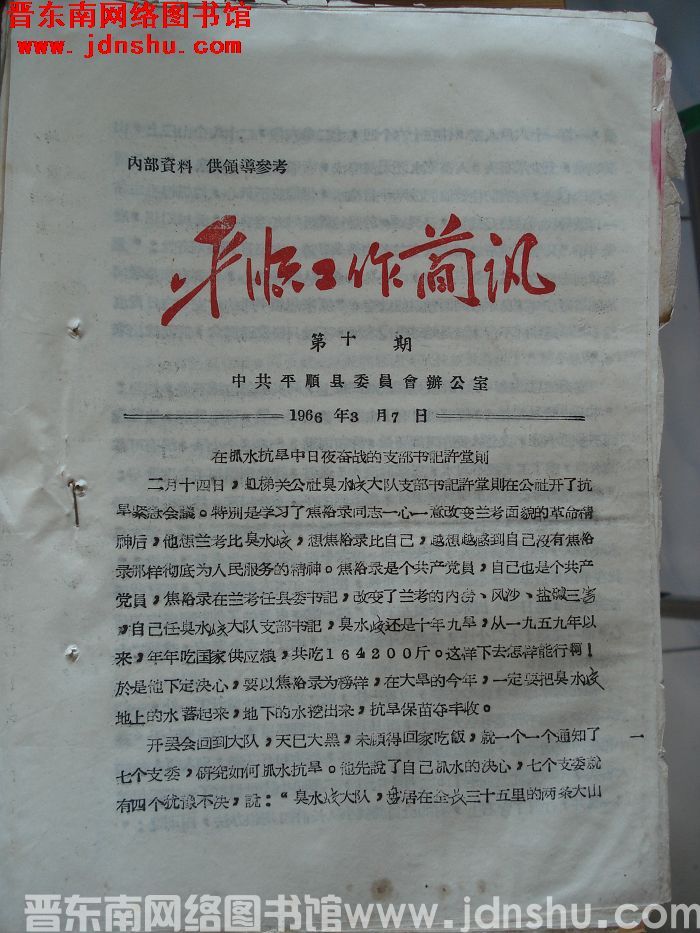 晋东南网络图书馆
www.jdnshu.com
內部資料 供領導參考
平顺工作简讯
第十期
中共平順县委員會辦公室
1966年3月7日
在抓水抗旱中日夜奋战的支部书記許堂則
二月十四日，虹梯关公社臭水峧大队支部书記許堂則在公社开了抗
旱紧急会議。特别是学习了焦裕录同志一心一意改变兰考面貌的革命精
神后，他想兰考比臭水峧，想焦裕录比自己，越想越感到自己沒有焦裕
录那样彻底为人民服务的精神。焦裕录是个共产党員，自己也是个共产
党員，焦裕录在兰考任县委书記，改变了兰考的内涝、风沙、盐碱三害
，自己任臭水峧大队支部书記，臭水峧还是十年九旱，从一九五九年以
来，年年吃国家供应粮，共吃164200斤。这样下去怎样能行啊！
於是他下定决心，要以焦裕录为榜样，在大旱的今年，一定要把臭水峧
地上的水蓄起来，地下的水挖出来，抗旱保苗夺丰收。
开罢会回到大队，天已大黑，未顧得回家吃飯，就一个一个通知了
七个支委，研究如何抓水抗旱。他先說了自己抓水的决心，七个支委就
有四个犹豫不决，說：“臭水峧大队，居在全长三十五里的两条大山
一
晋东南网络图书馆 www.jdnshu.com